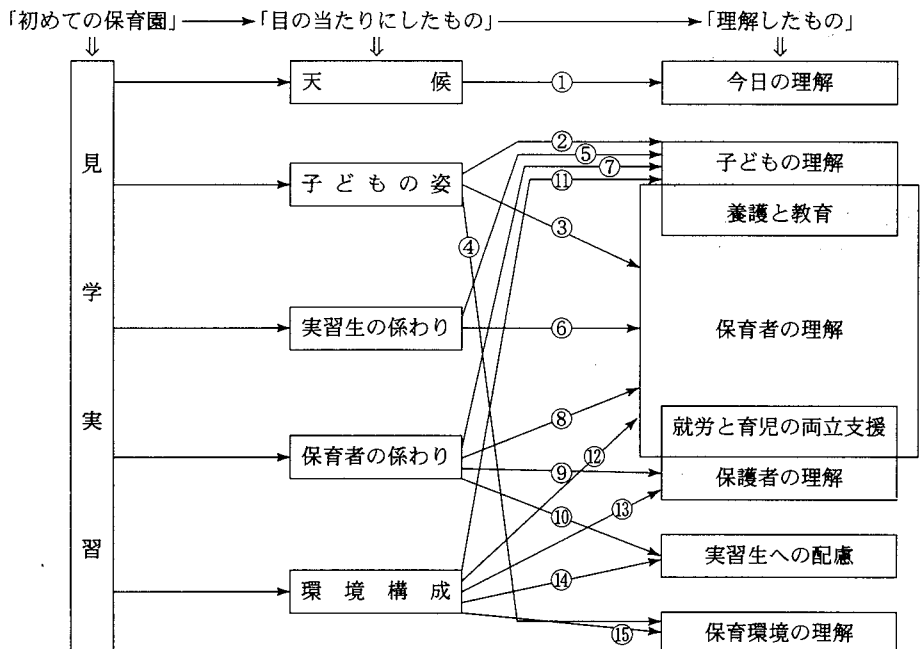 「初めての保育園」
「目の当たりにしたもの」
「理解したもの」
見学実習
天候
①
今日の理解
②
⑤
⑦
⑪
子どもの姿
子どもの理解
養護と教育
③
④
実習生の係わり
⑥
保育者の理解
⑧
就労と育児の両立支援
保育者の係わり
⑫
⑨
保護者の理解
⑬
⑩
実習生への配慮
環境構成
⑭
⑮
保育環境の理解